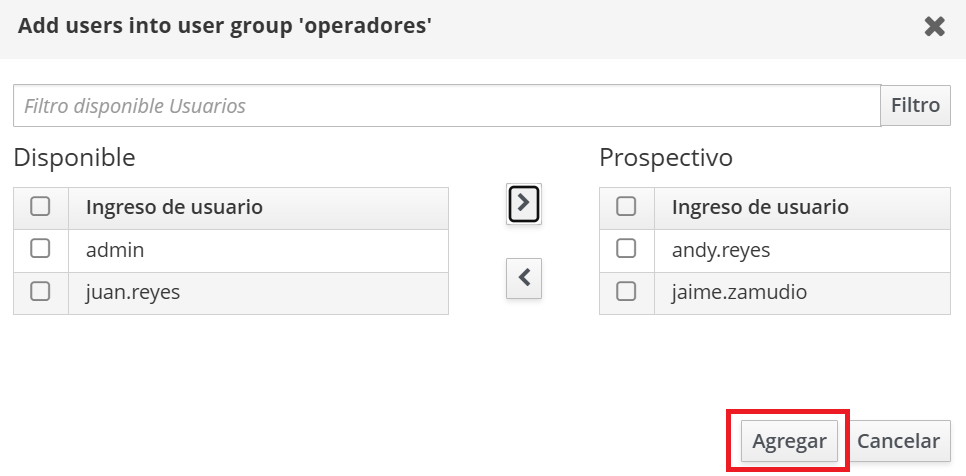 Add users into user group 'operadores'
Filtro disponible Usuarios
Filtro
Disponible
Prospectivo
Ingreso de usuario
Ingreso de usuario
admin
andy.reyes
juan.reyes
jaime.zamudio
Agregar
Cancelar